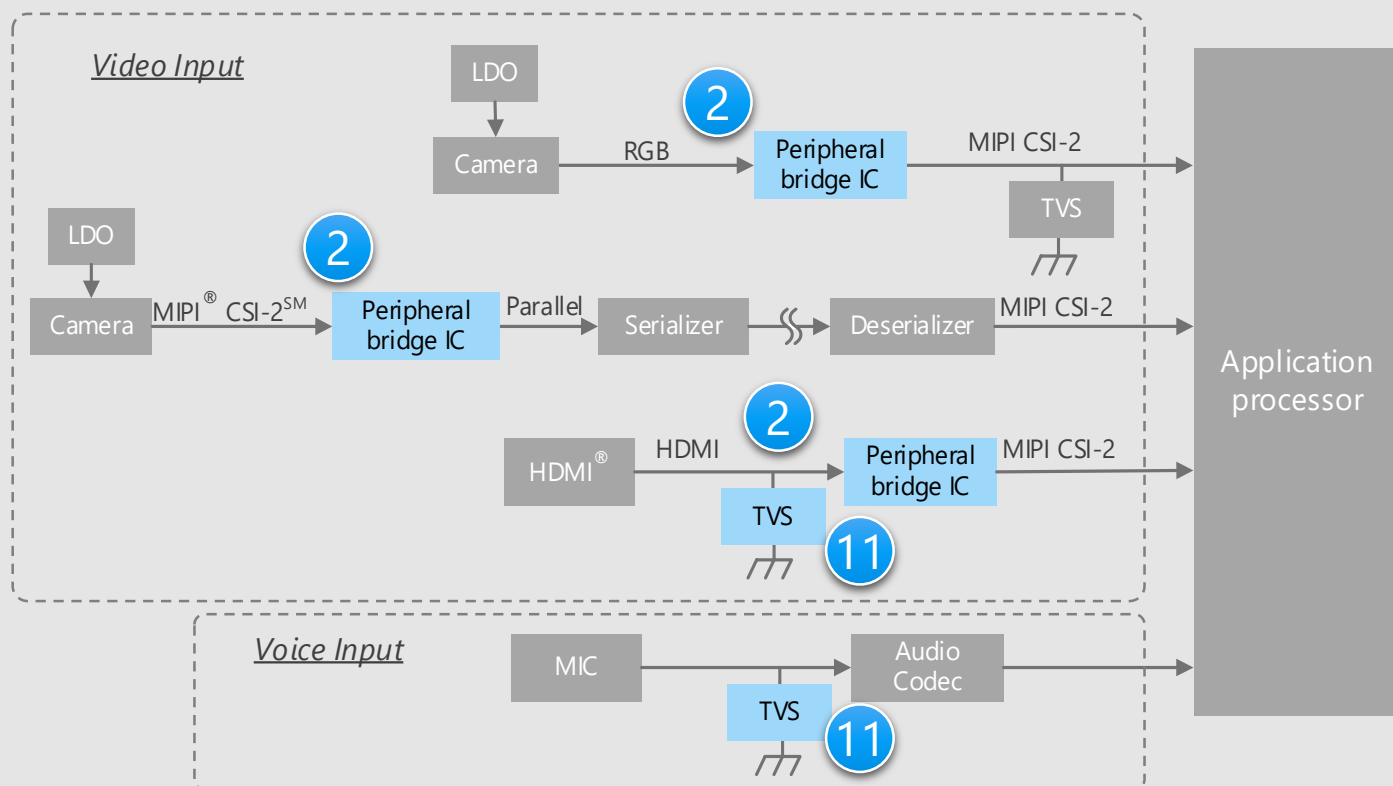 Video Input
LDO
2
Camera
RGB
Peripheral
bridge IC
MIPI CSI-2
TVS
LDO
2
Camera
MIPI® CSI-2SM
Peripheral
bridge IC
Parallel
Serializer
Deserializer
MIPI CSI-2
Application
processor
2
HDMI®
HDMI
Peripheral
bridge IC
MIPI CSI-2
TVS
11
Voice Input
MIC
Audio
Codec
TVS
11